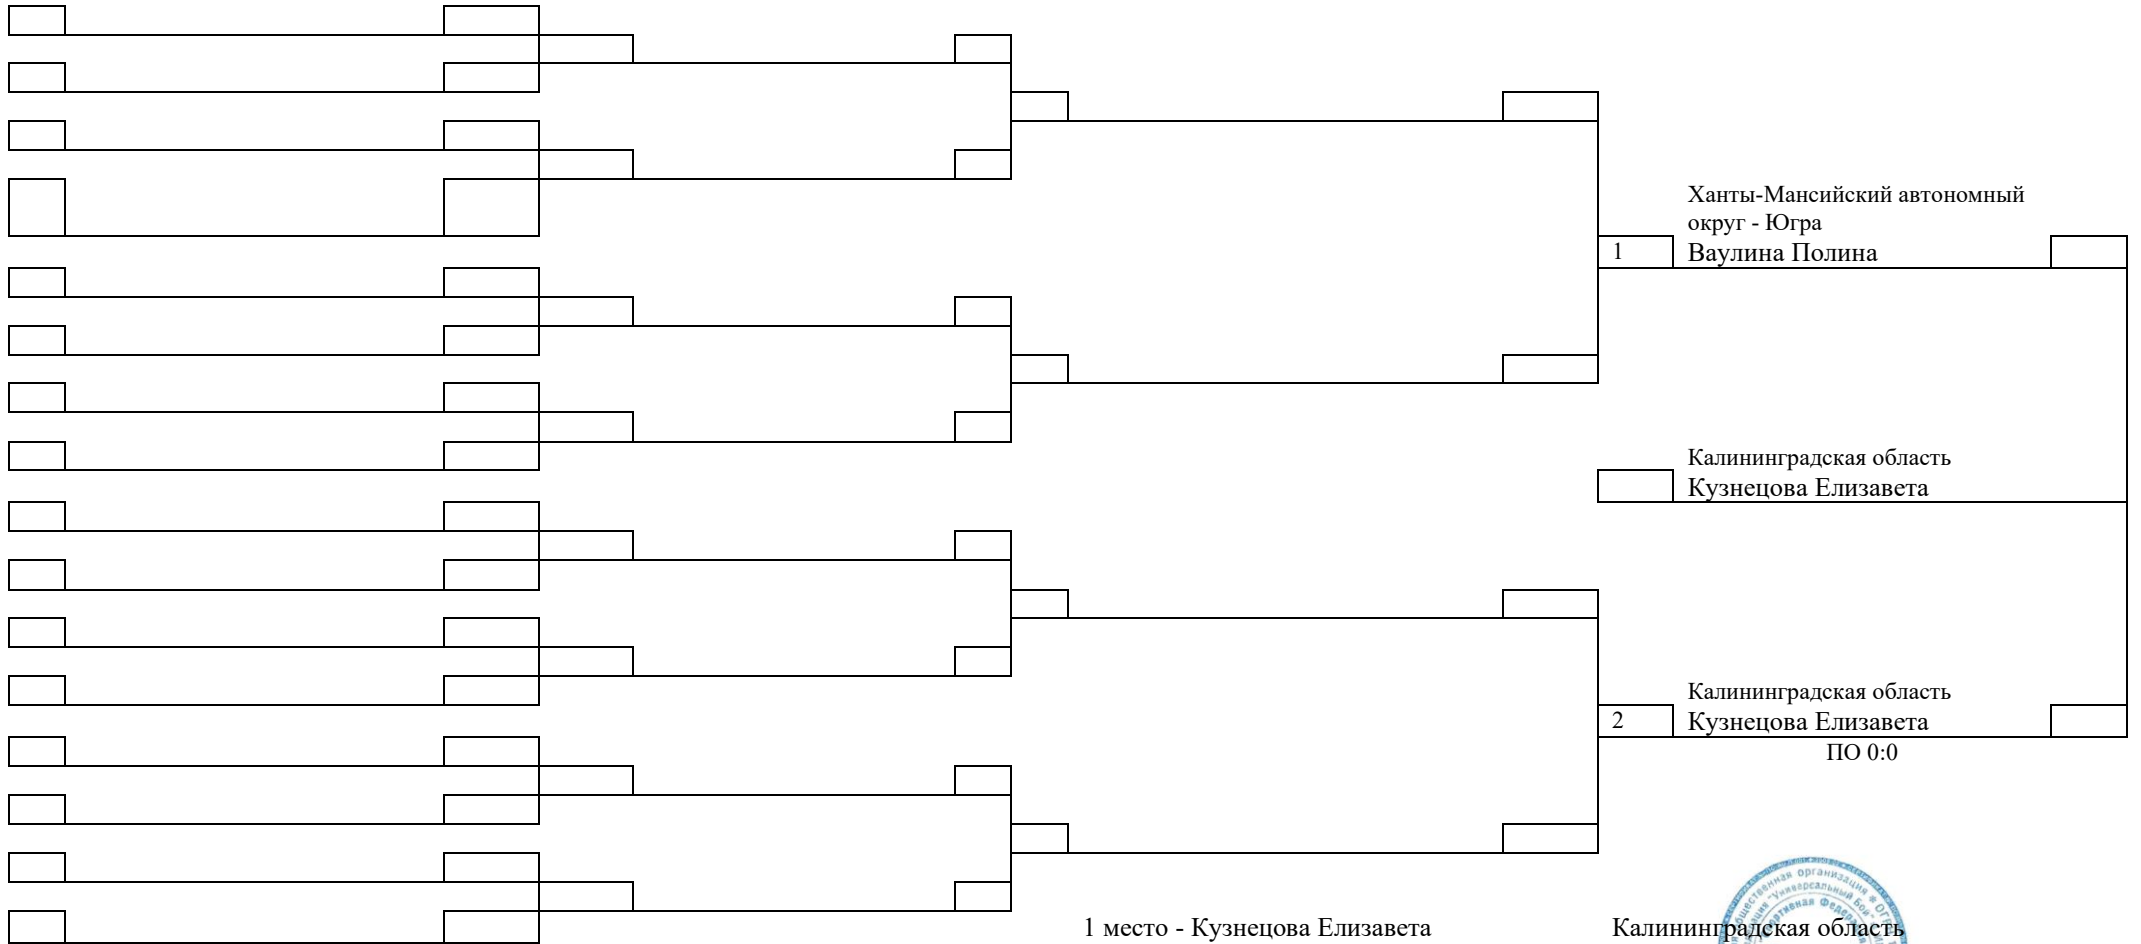 Ханты-Мансийский автономный
округ - Югра
1 Ваулина Полина
Калининградская область
Кузнецова Елизавета
Калининградская область
2 Кузнецова Елизавета
ПО 0:0
1 место - Кузнецова Елизавета Калининградская область